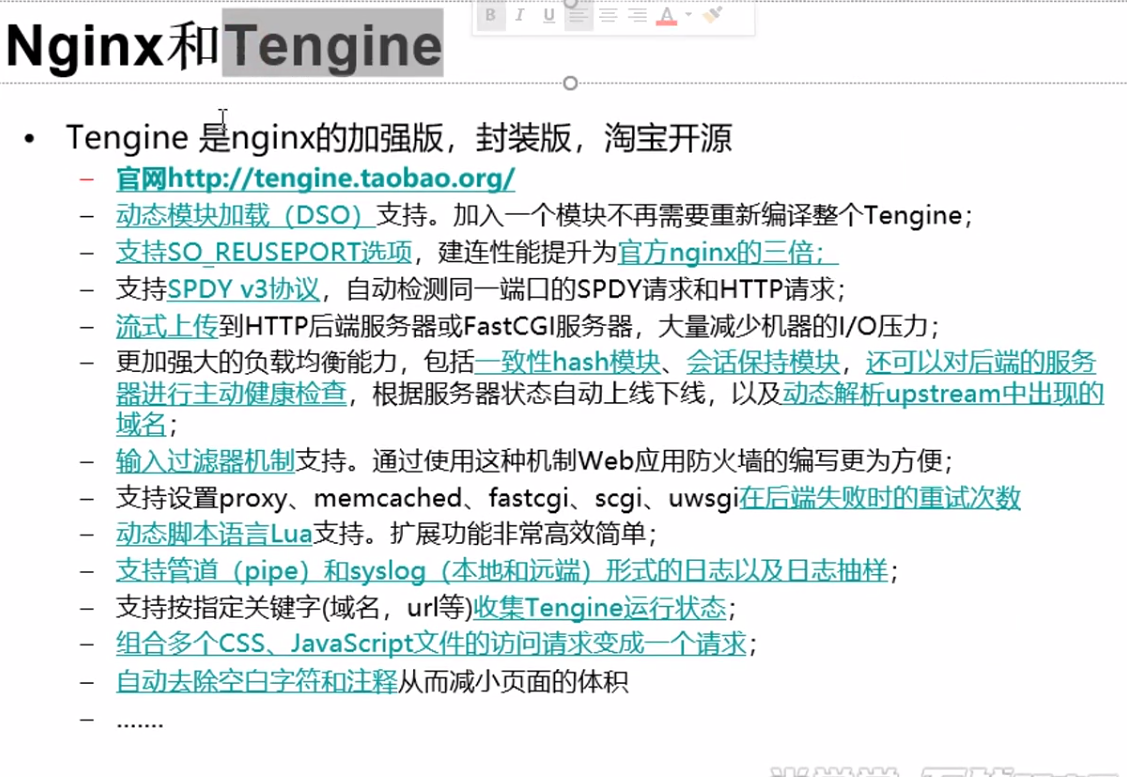 Nginx和Tengine
B I U A
• Tengine 是nginx的加强版，封装版，淘宝开源
– 官网http://tengine.taobao.org/
– 动态模块加载（DSO）支持。加入一个模块不再需要重新编译整个Tengine；
– 支持SO_REUSEPORT选项，建连性能提升为官方nginx的三倍；
– 支持SPDY v3协议，自动检测同一端口的SPDY请求和HTTP请求；
– 流式上传到HTTP后端服务器或FastCGI服务器，大量减少机器的I/O压力；
– 更加强大的负载均衡能力，包括一致性hash模块、会话保持模块，还可以对后端的服务
器进行主动健康检查，根据服务器状态自动上线下线，以及动态解析upstream中出现的
域名；
– 输入过滤器机制支持。通过使用这种机制Web应用防火墙的编写更为方便；
– 支持设置proxy、memcached、fastcgi、scgi、uwsgi在后端失败时的重试次数
– 动态脚本语言Lua支持。扩展功能非常高效简单；
– 支持管道（pipe）和syslog（本地和远端）形式的日志以及日志抽样；
– 支持按指定关键字(域名，url等)收集Tengine运行状态；
– 组合多个CSS、JavaScript文件的访问请求变成一个请求；
– 自动去除空白字符和注释从而减小页面的体积
– .......